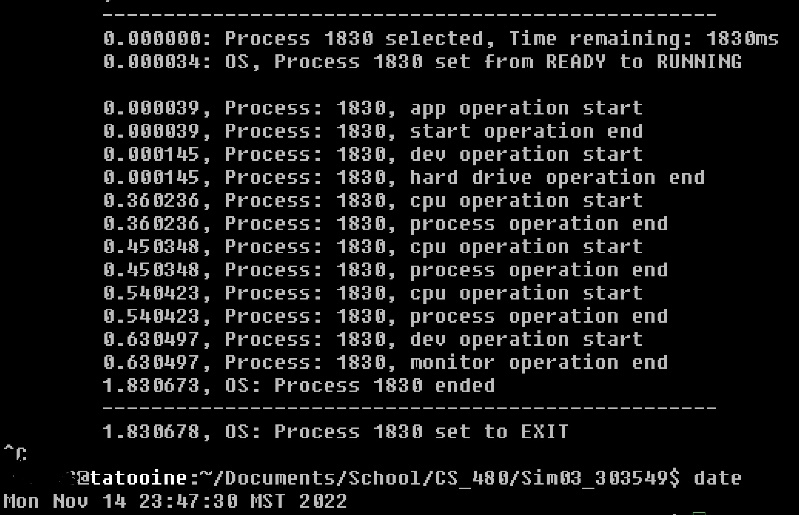 --------------------------------------------------
0.000000: Process 1830 selected, Time remaining: 1830ms
0.000034: OS, Process 1830 set from READY to RUNNING
0.000039, Process: 1830, app operation start
0.000039, Process: 1830, start operation end
0.000145, Process: 1830, dev operation start
0.000145, Process: 1830, hard drive operation end
0.360236, Process: 1830, cpu operation start
0.360236, Process: 1830, process operation end
0.450348, Process: 1830, cpu operation start
0.450348, Process: 1830, process operation end
0.540423, Process: 1830, cpu operation start
0.540423, Process: 1830, process operation end
0.630497, Process: 1830, dev operation start
0.630497, Process: 1830, monitor operation end
1.830673, OS: Process 1830 ended
--------------------------------------------------
1.830678, OS: Process 1830 set to EXIT
^C
@tatooine:~/Documents/School/CS_480/Sim03_303549$ date
Mon Nov 14 23:47:30 MST 2022